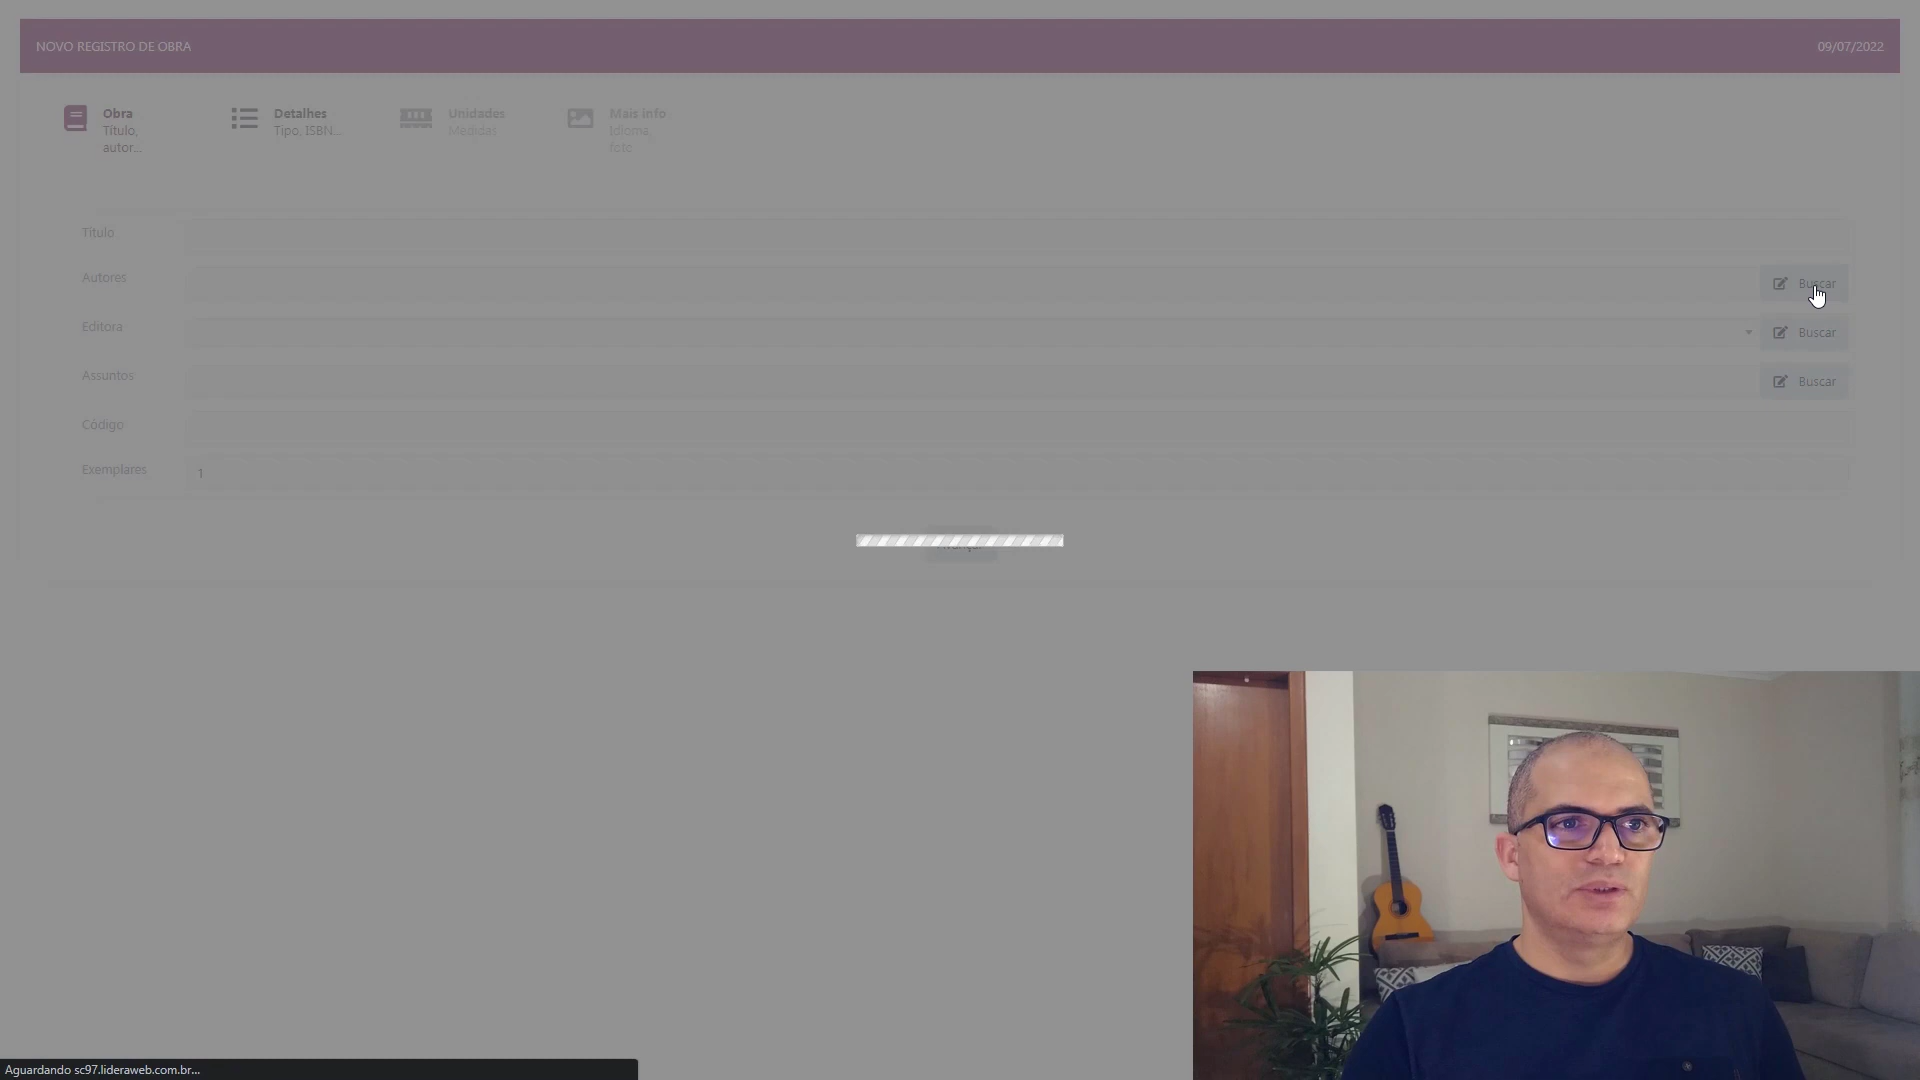 NOVO REGISTRO DE OBRA
09/07/2022
Obra
Título,
autor...
Detalhes
Tipo, ISBN...
Unidades
Medidas
Mais info
Idioma,
foto
Título
Autores
Buscar
Editora
Buscar
Assuntos
Buscar
Código
Exemplares
1
Aguardando sc97.lideraweb.com.br...